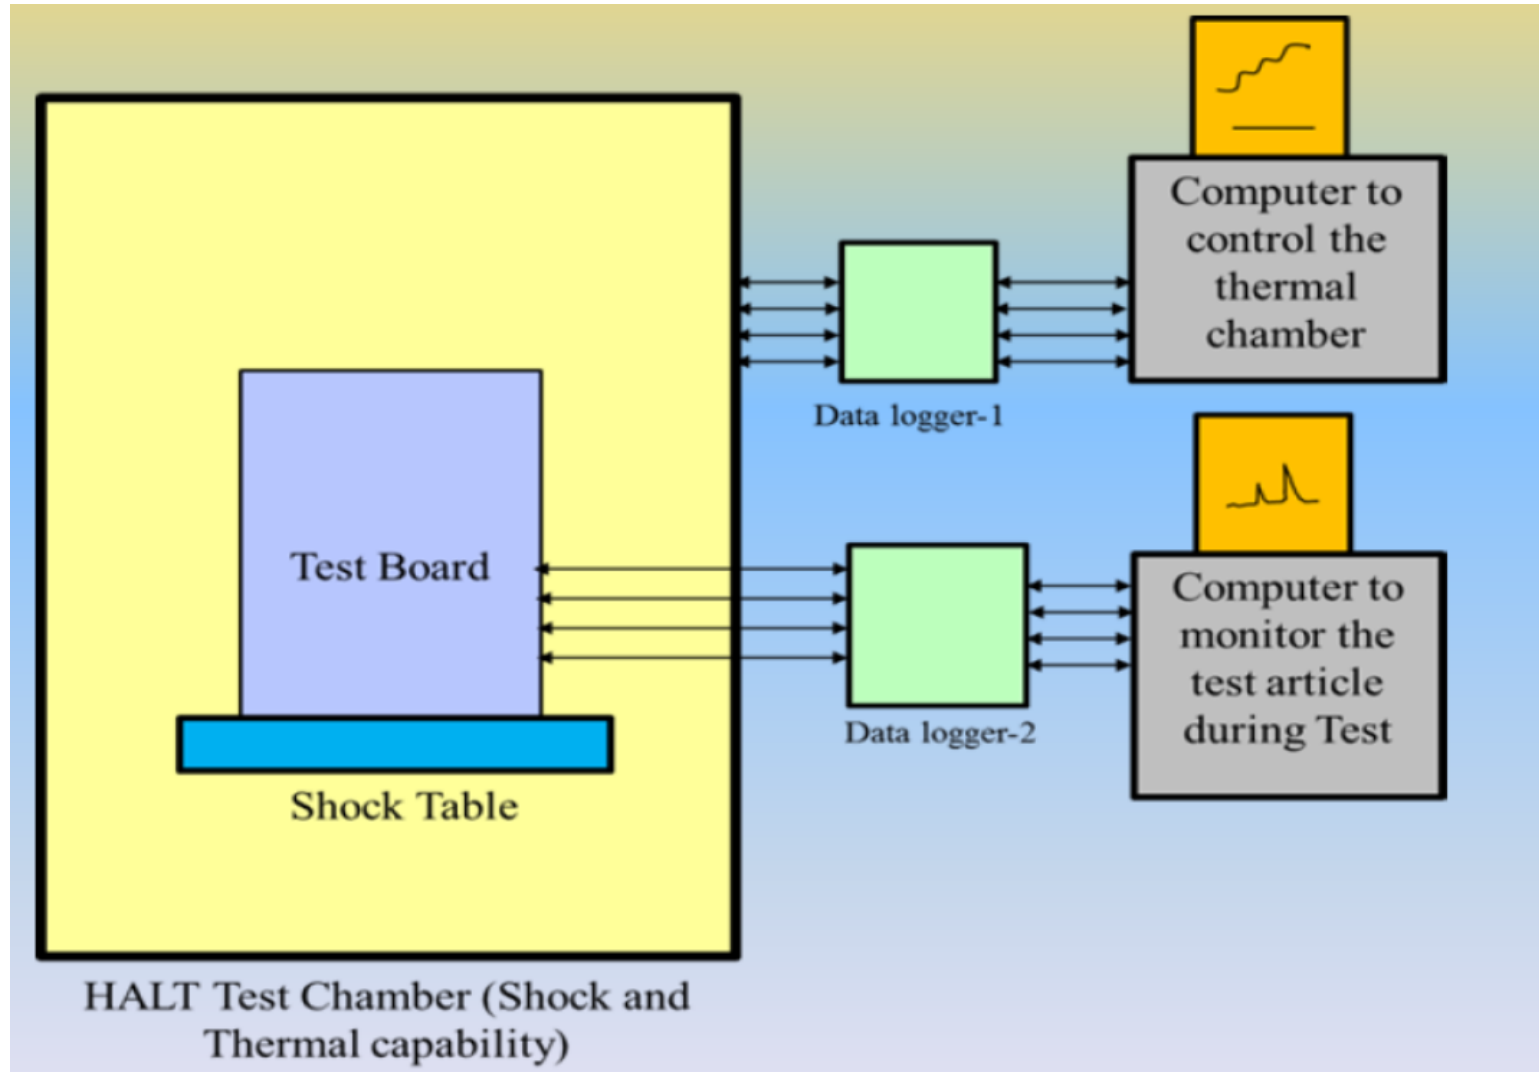 Computer to
control the
thermal
chamber
Data logger-1
Test Board
Computer to
monitor the
test article
during Test
Data logger-2
Shock Table
HALT Test Chamber (Shock and
Thermal capability)